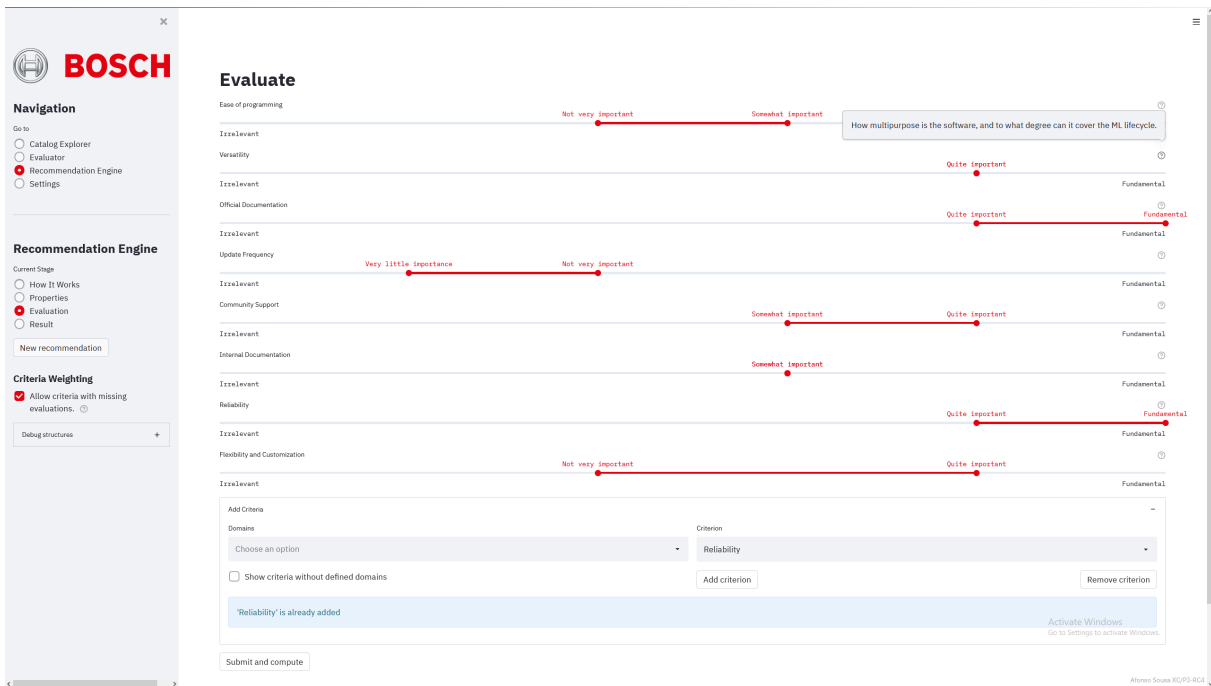 ×
BOSCH
Navigation
Go to
Catalog Explorer
Evaluator
Recommendation Engine
Settings
Recommendation Engine
Current Stage
How It Works
Properties
Evaluation
Result
New recommendation
Criteria Weighting
Allow criteria with missing
evaluations.
Debug structures +
Evaluate
Ease of programming
Not very important Somewhat important
Irrelevant
How multipurpose is the software, and to what degree can it cover the ML lifecycle.
Versatility
Quite important
Irrelevant Fundamental
Official Documentation
Quite important Fundamental
Irrelevant Fundamental
Update Frequency
Very little importance Not very important
Irrelevant Fundamental
Community Support
Somewhat important Quite important
Irrelevant Fundamental
Internal Documentation
Somewhat important
Irrelevant Fundamental
Reliability
Quite important Fundamental
Irrelevant Fundamental
Flexibility and Customization
Not very important Quite important
Irrelevant Fundamental
Add Criteria −
Domains Criterion
Choose an option Reliability
Show criteria without defined domains Add criterion Remove criterion
'Reliability' is already added
Activate Windows
Go to Settings to activate Windows.
Submit and compute
Afonso Sousa XC/P3-RC4